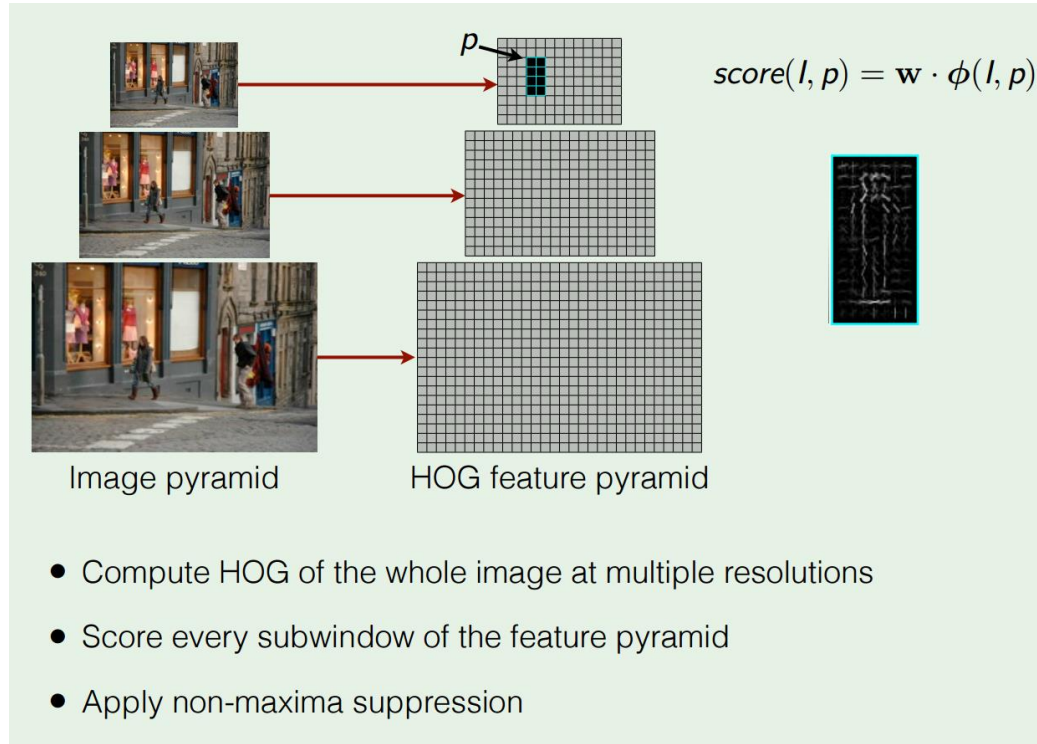 p
score(I, p) = w · ϕ(I, p)
Image pyramid
HOG feature pyramid
● Compute HOG of the whole image at multiple resolutions
● Score every subwindow of the feature pyramid
● Apply non-maxima suppression